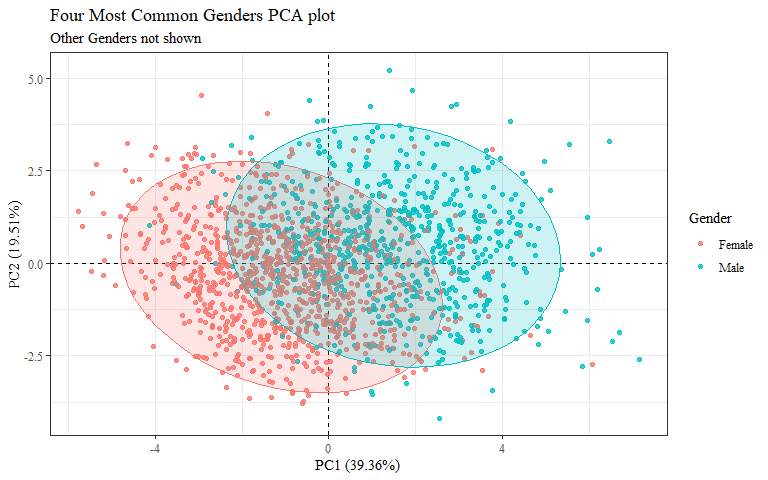 Four Most Common Genders PCA plot
Other Genders not shown
5.0
2.5
0.0
-2.5
PC2 (19.51%)
-4
0
4
PC1 (39.36%)
Gender
Female
Male